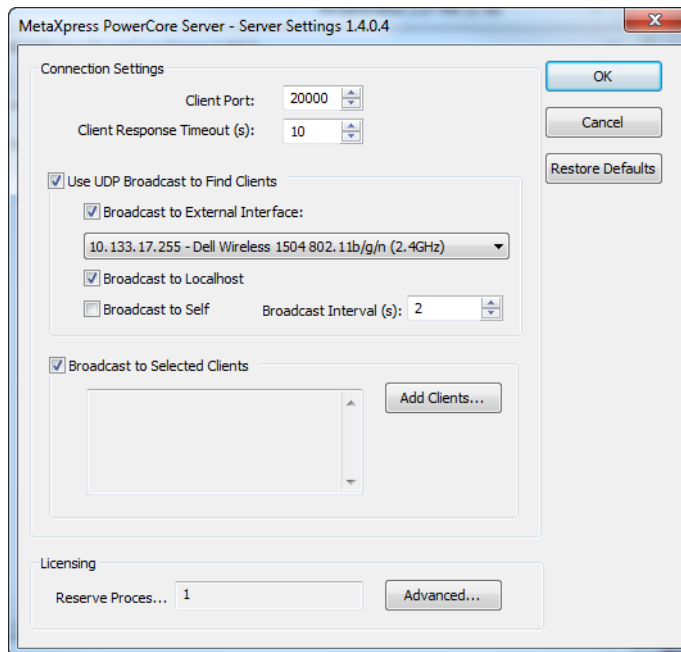 MetaXpress PowerCore Server - Server Settings 1.4.0.4
Connection Settings
Client Port: 20000
Client Response Timeout (s): 10
Use UDP Broadcast to Find Clients
Broadcast to External Interface:
10.133.17.255 - Dell Wireless 1504 802.11b/g/n (2.4GHz)
Broadcast to Localhost
Broadcast to Self Broadcast Interval (s): 2
Broadcast to Selected Clients
Add Clients...
Licensing
Reserve Proces... 1 Advanced...
OK
Cancel
Restore Defaults